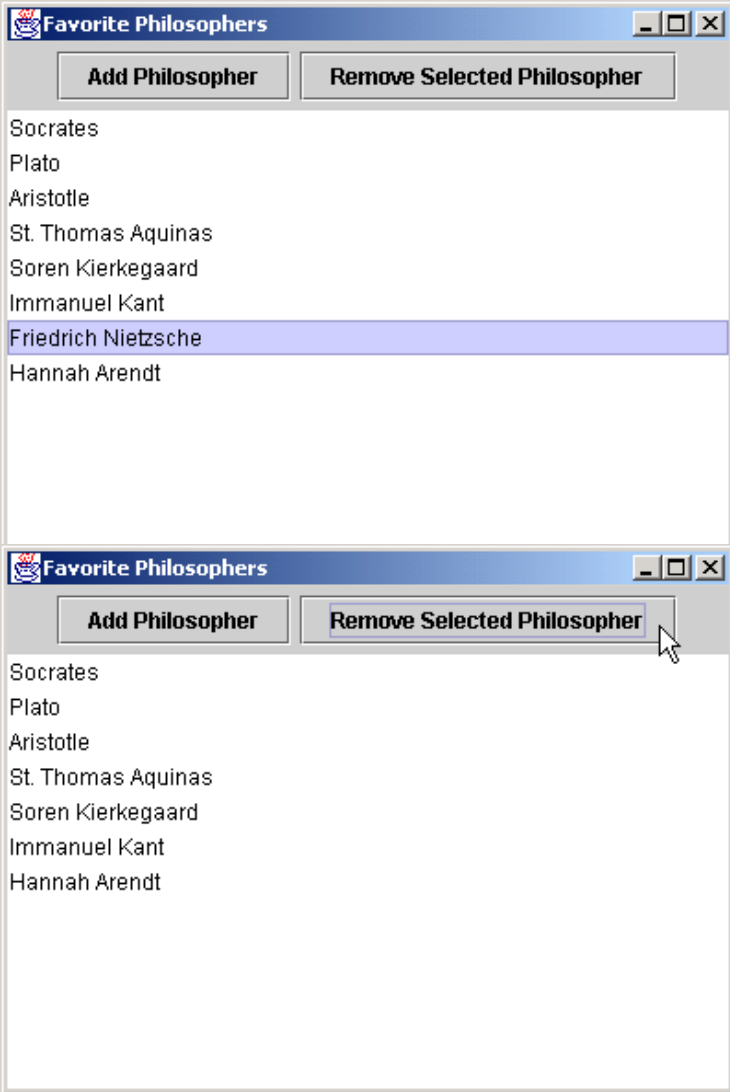 Favorite Philosophers
Add Philosopher Remove Selected Philosopher
Socrates
Plato
Aristotle
St. Thomas Aquinas
Soren Kierkegaard
Immanuel Kant
Friedrich Nietzsche
Hannah Arendt
Favorite Philosophers
Add Philosopher Remove Selected Philosopher
Socrates
Plato
Aristotle
St. Thomas Aquinas
Soren Kierkegaard
Immanuel Kant
Hannah Arendt